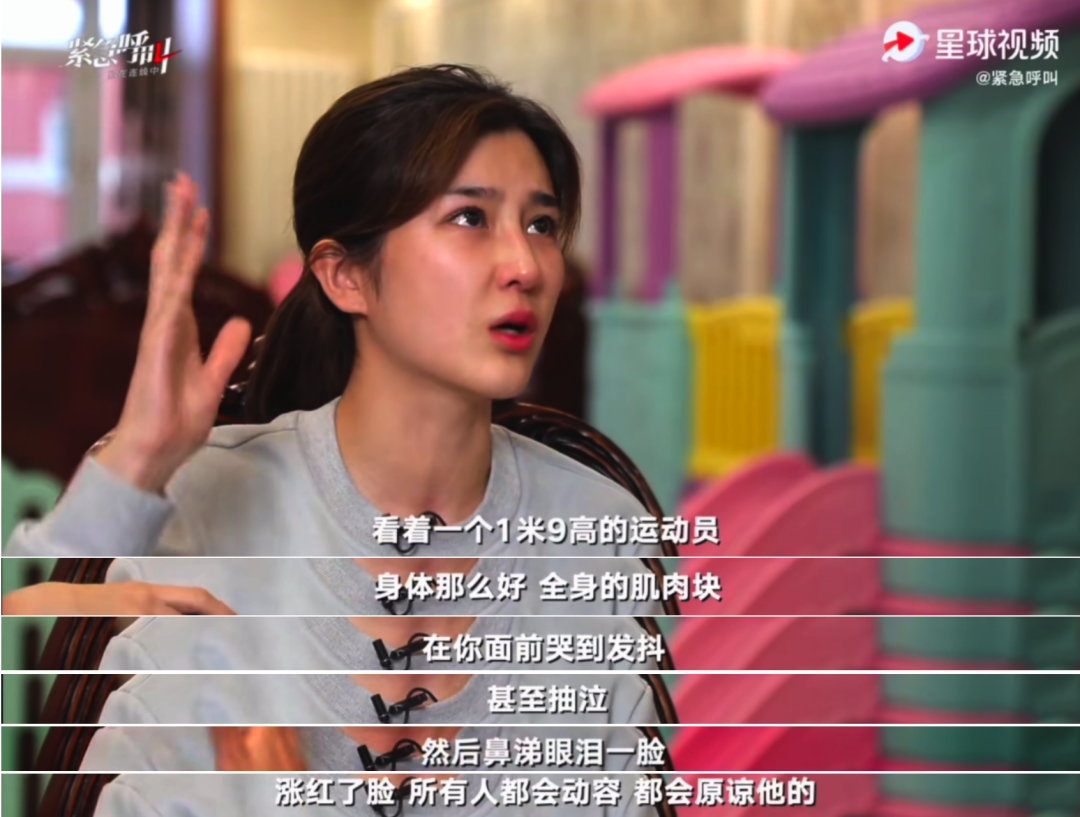 紧急呼叫
星球视频
@紧急呼叫
看着一个1米9高的运动员
身体那么好 全身的肌肉块
在你面前哭到发抖
甚至抽泣
然后鼻涕眼泪一脸
涨红了脸 所有人都会动容 都会原谅他的